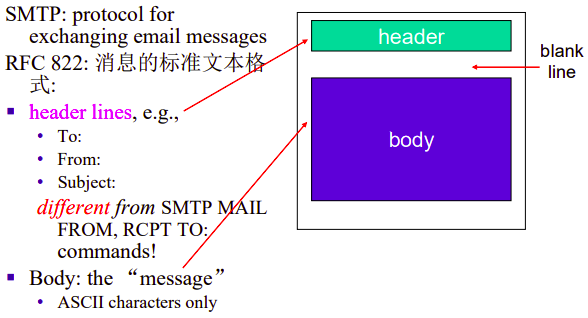 SMTP: protocol for
exchanging email messages
RFC 822: 消息的标准文本格
式:
header lines, e.g.,
To:
From:
Subject:
different from SMTP MAIL
FROM, RCPT TO:
commands!
Body: the “message”
ASCII characters only
header
blank
line
body